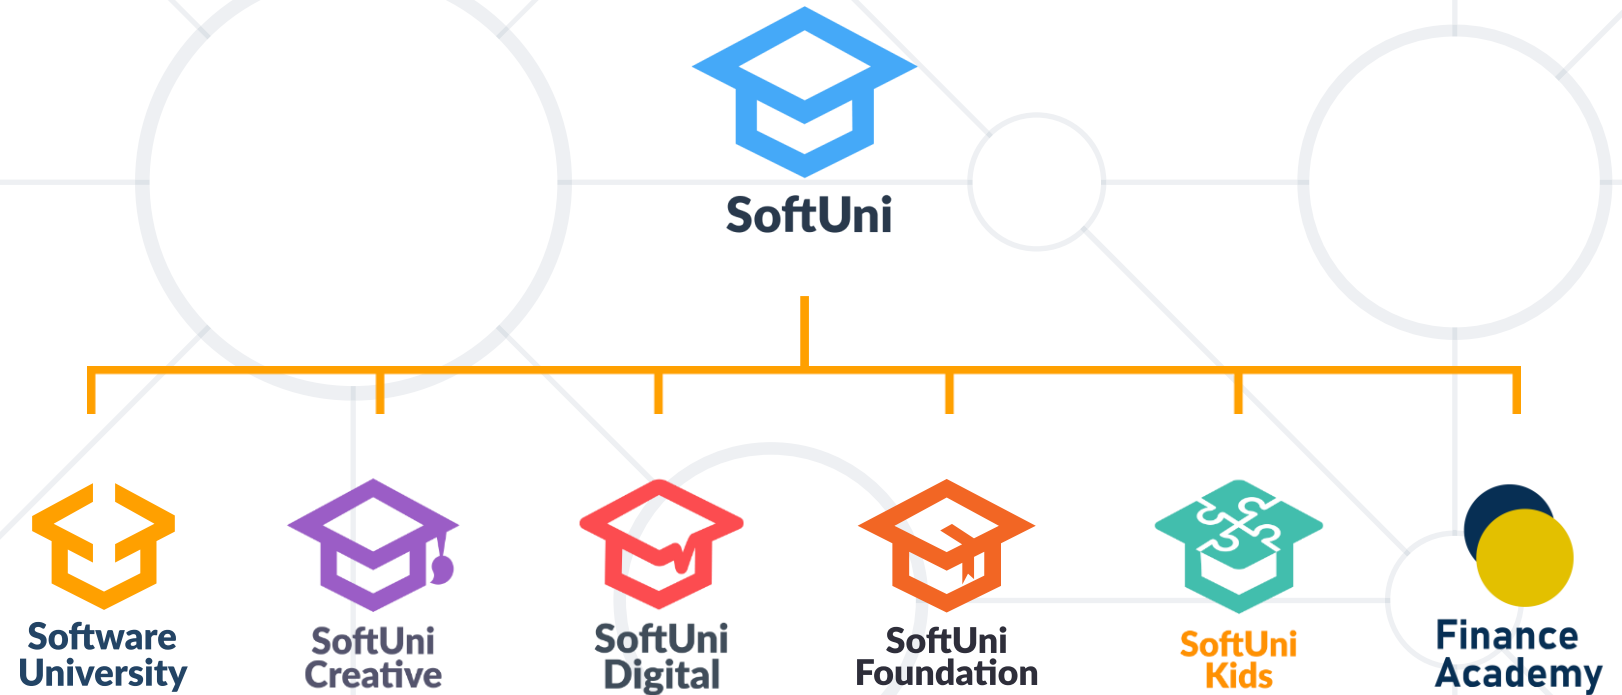 SoftUni
Software
University
SoftUni
Creative
SoftUni
Digital
SoftUni
Foundation
SoftUni
Kids
Finance
Academy